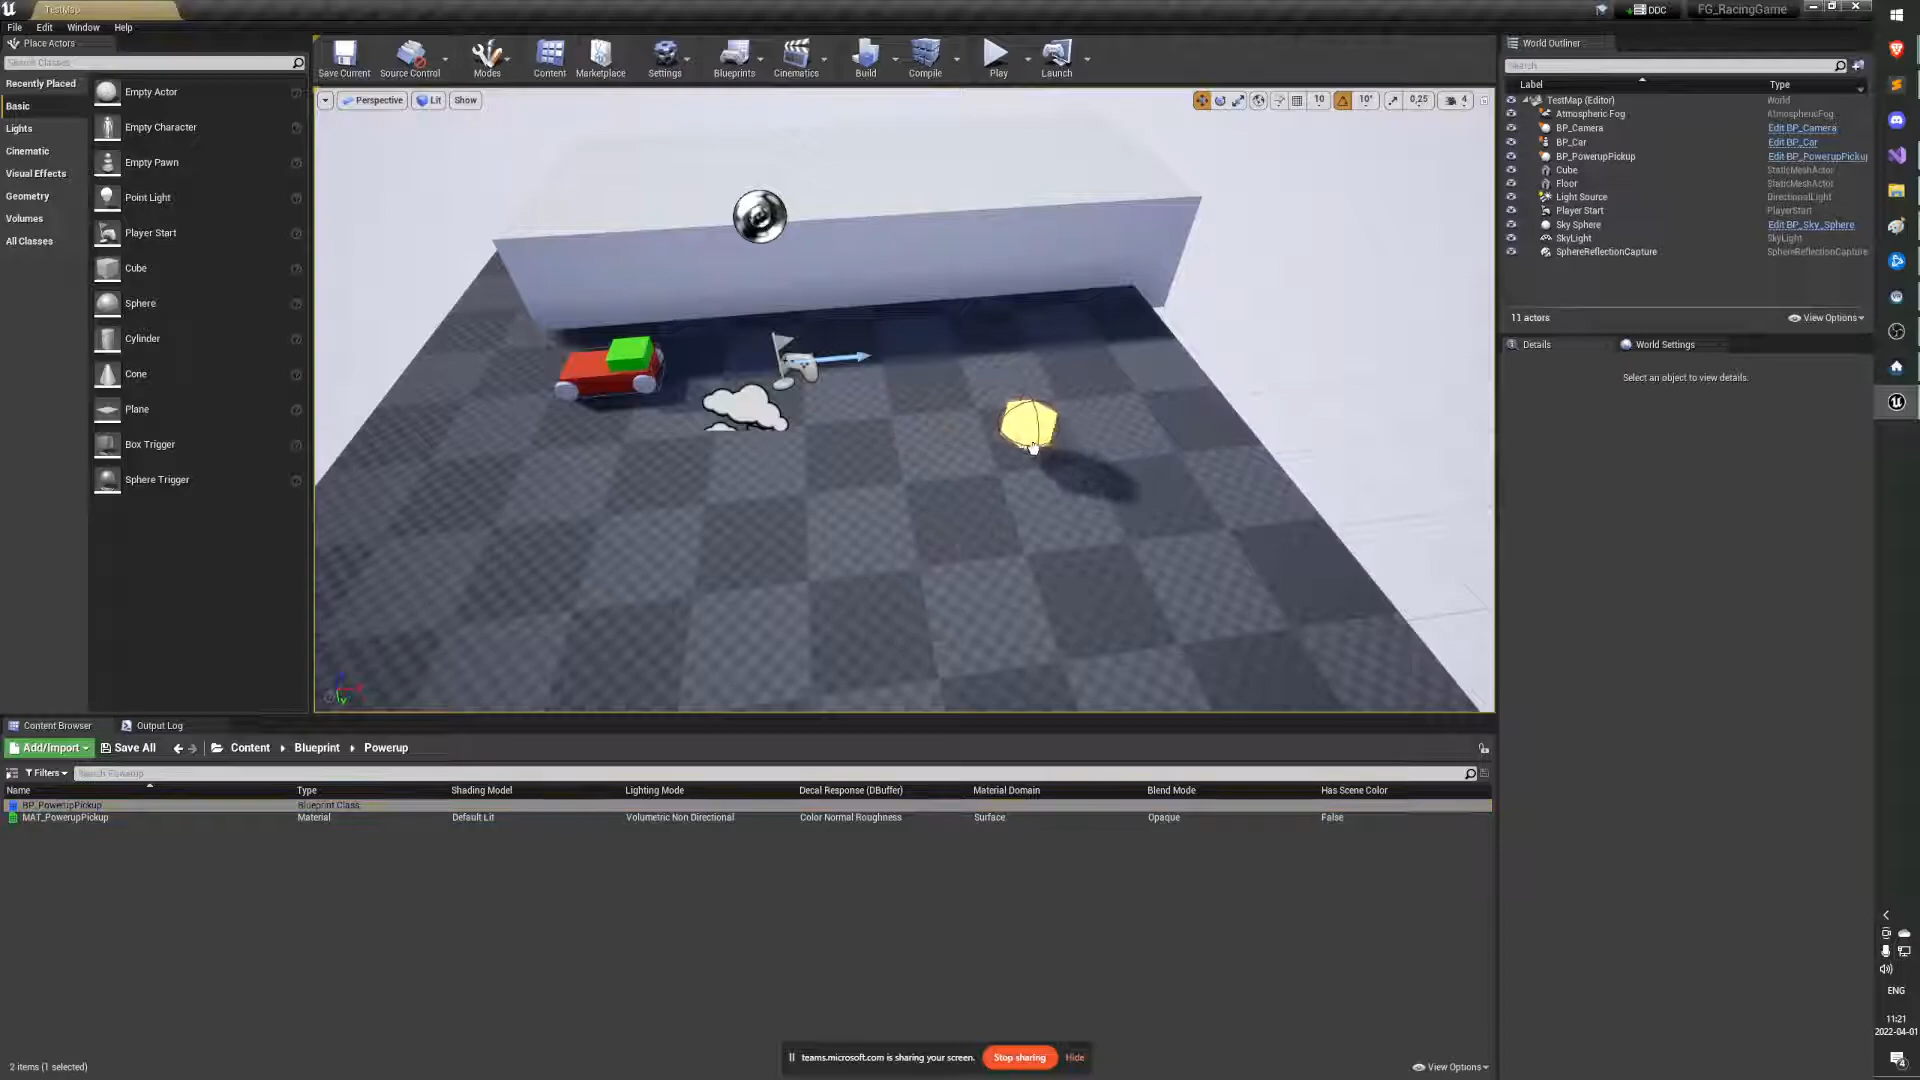 TestMap
DDC
FG_RacingGame
File Edit Window Help
Place Actors
Search Classes
Recently Placed
Basic
Lights
Cinematic
Visual Effects
Geometry
Volumes
All Classes
Empty Actor
Empty Character
Empty Pawn
Point Light
Player Start
Cube
Sphere
Cylinder
Cone
Plane
Box Trigger
Sphere Trigger
Save Current Source Control Modes Content Marketplace Settings Blueprints Cinematics Build Compile Play Launch
Perspective Lit Show
10 10° 0,25 4
World Outliner
Search
Label Type
TestMap (Editor) World
Atmospheric Fog AtmosphericFog
BP_Camera Edit BP_Camera
BP_Car Edit BP_Car
BP_PowerupPickup Edit BP_PowerupPicku
Cube StaticMeshActor
Floor StaticMeshActor
Light Source DirectionalLight
Player Start PlayerStart
Sky Sphere Edit BP_Sky_Sphere
SkyLight SkyLight
SphereReflectionCapture SphereReflectionCapture
11 actors View Options
Details World Settings
Select an object to view details.
Content Browser Output Log
Add/Import Save All Content Blueprint Powerup
Filters Search Powerup
Name Type Shading Model Lighting Mode Decal Response (DBuffer) Material Domain Blend Mode Has Scene Color
BP_PowerupPickup Blueprint Class
MAT_PowerupPickup Material Default Lit Volumetric Non Directional Color Normal Roughness Surface Opaque False
2 items (1 selected)
View Options
teams.microsoft.com is sharing your screen. Stop sharing Hide
ENG
11:21
2022-04-01